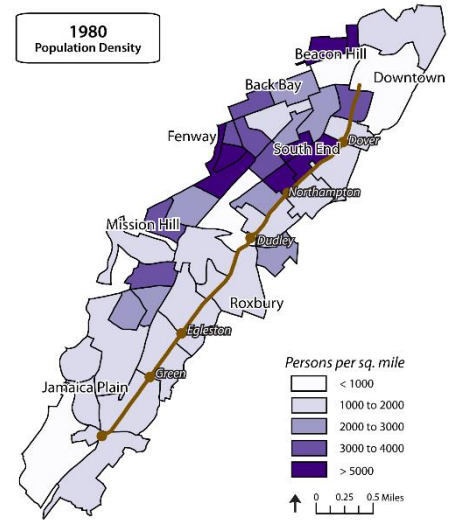 1980
Population Density
Beacon Hill
Downtown
Back Bay
Fenway
South End
Dover
Northampton
Mission Hill
Dudley
Roxbury
Egleston
Green
Jamaica Plain
Persons per sq. mile
< 1000
1000 to 2000
2000 to 3000
3000 to 4000
> 5000
0 0.25 0.5 Miles